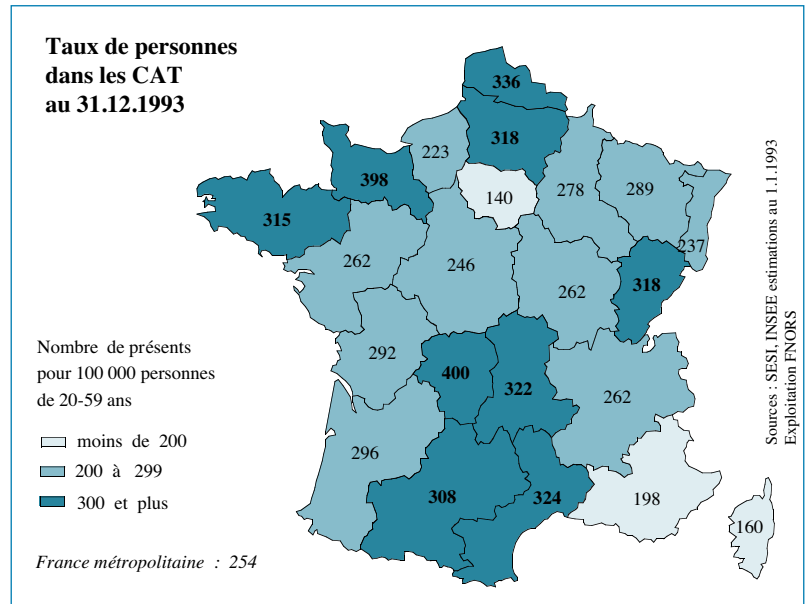 Taux de personnes
dans les CAT
au 31.12.1993
336
318
223
398
140
278
289
315
237
262
246
262
318
292
400
322
262
296
308
324
198
160
Nombre de présents
pour 100 000 personnes
de 20-59 ans
moins de 200
200 à 299
300 et plus
France métropolitaine : 254
Sources : SESI, INSEE estimations au 1.1.1993
Exploitation FNORS